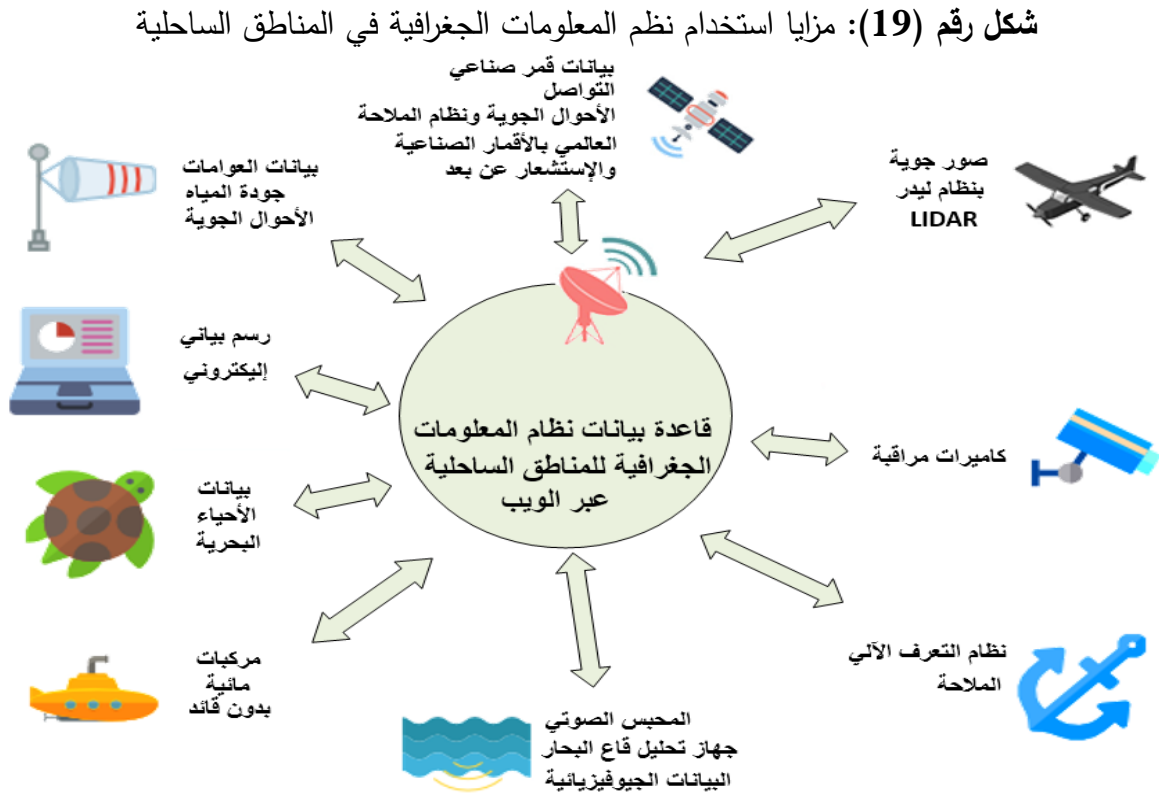 شكل رقم (19): مزايا استخدام نظم المعلومات الجغرافية في المناطق الساحلية
بيانات قمر صناعي
التواصل
الأحوال الجوية ونظام الملاحة
العالمي بالأقمار الصناعية
والإستشعار عن بعد
صور جوية
بنظام ليدر
LIDAR
بيانات العوامات
جودة المياه
الأحوال الجوية
رسم بياني
إليكتروني
قاعدة بيانات نظام المعلومات
الجغرافية للمناطق الساحلية
عبر الويب
كاميرات مراقبة
بيانات
الأحياء
البحرية
نظام التعرف الآلي
الملاحة
مركبات
مائية
بدون قائد
المحبس الصوتي
جهاز تحليل قاع البحار
البيانات الجيوفيزيائية